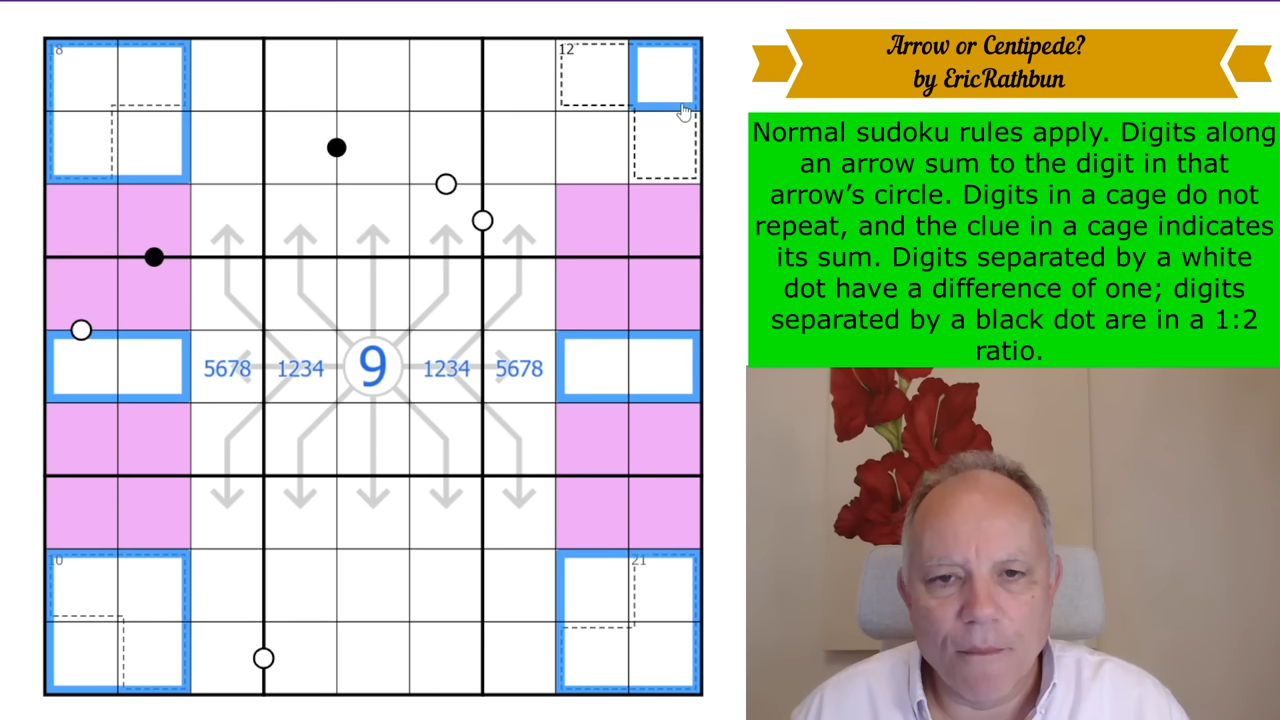 Arrow or Centipede?
by EricRathbun
Normal sudoku rules apply. Digits along
an arrow sum to the digit in that
arrow's circle. Digits in a cage do not
repeat, and the clue in a cage indicates
its sum. Digits separated by a white
dot have a difference of one; digits
separated by a black dot are in a 1:2
ratio.
18
12
5678 1234 9 1234 5678
10
21